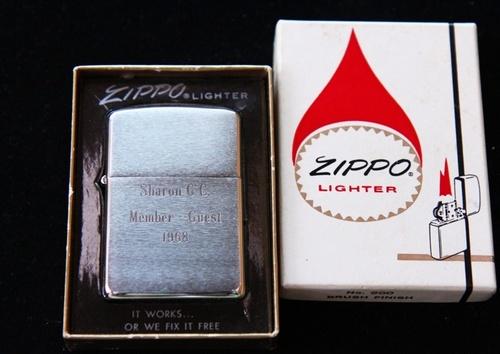 ZIPPO® LIGHTER
Sharon C.C.
Member - Guest
1968
IT WORKS...
OR WE FIX IT FREE
ZIPPO®
LIGHTER
No. 200
BRUSH FINISH